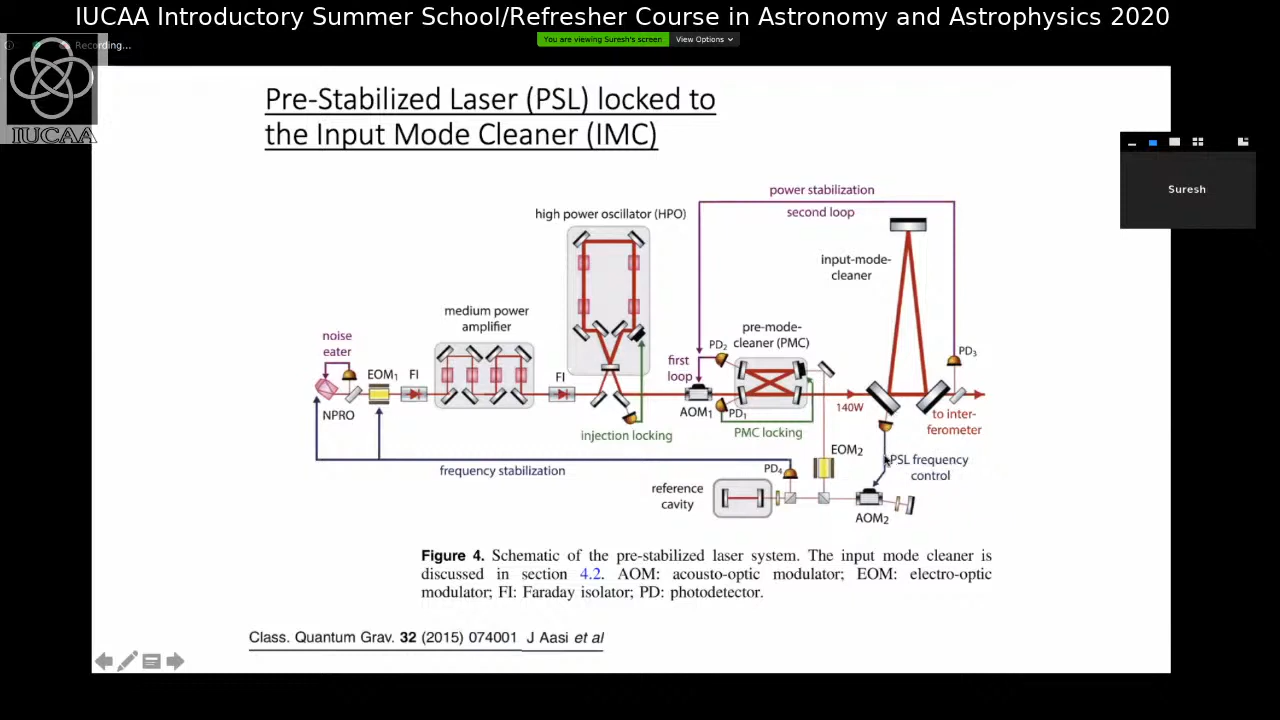 IUCAA Introductory Summer School/Refresher Course in Astronomy and Astrophysics 2020
You are viewing Suresh's screen
View Options
Recording...
IUCAA
Suresh
Pre-Stabilized Laser (PSL) locked to
the Input Mode Cleaner (IMC)
power stabilization
second loop
high power oscillator (HPO)
input-mode-
cleaner
medium power
amplifier
noise
eater
pre-mode-
cleaner (PMC)
PD2
PD3
first
loop
EOM1
FI
FI
NPRO
AOM1
PD1
140W
to inter-
ferometer
injection locking
PMC locking
EOM2
frequency stabilization
PD4
PSL frequency
control
reference
cavity
AOM2
Figure 4. Schematic of the pre-stabilized laser system. The input mode cleaner is
discussed in section 4.2. AOM: acousto-optic modulator; EOM: electro-optic
modulator; FI: Faraday isolator; PD: photodetector.
Class. Quantum Grav. 32 (2015) 074001 J Aasi et al